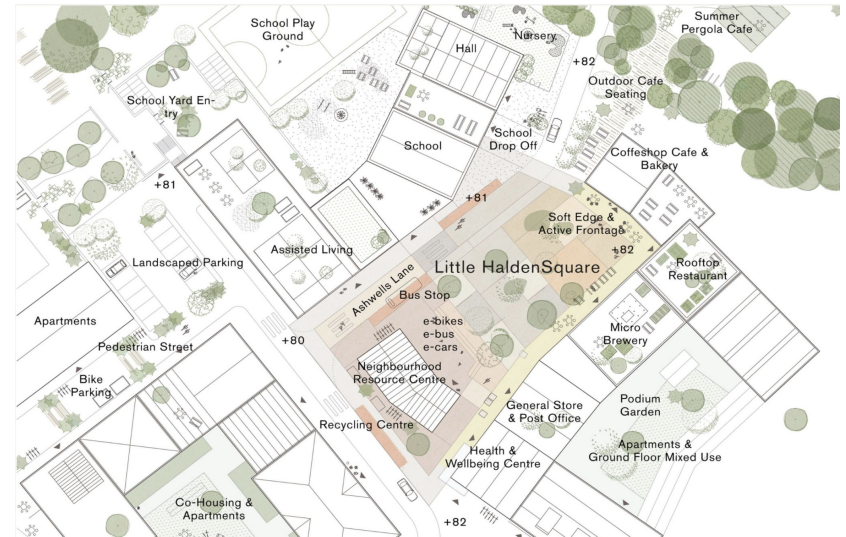 School Play
Ground
Hall
Nursery
Summer
Pergola Cafe
+82
Outdoor Cafe
Seating
School Yard En-
try
School
School
Drop Off
Coffeshop Cafe &
Bakery
+81
+81
Soft Edge &
Active Frontage
+82
Assisted Living
Landscaped Parking
Ashwells Lane
Little HaldenSquare
Rooftop
Restaurant
Bus Stop
Apartments
e-bikes
e-bus
e-cars
Micro
Brewery
+80
Pedestrian Street
Neighbourhood
Resource Centre
Bike
Parking
Podium
Garden
General Store
& Post Office
Recycling Centre
Apartments &
Ground Floor Mixed Use
Health &
Wellbeing Centre
Co-Housing &
Apartments
+82